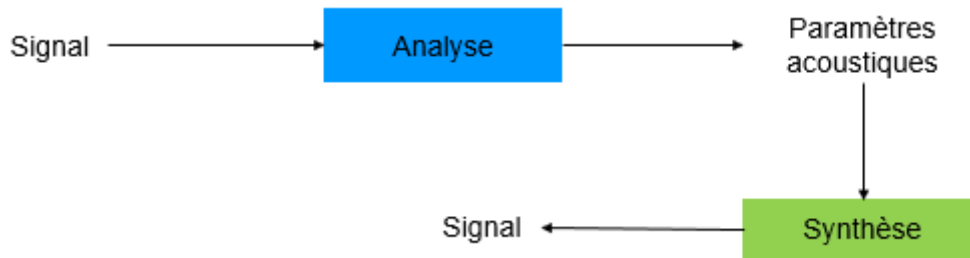 Signal
Analyse
Paramètres
acoustiques
Signal
Synthèse